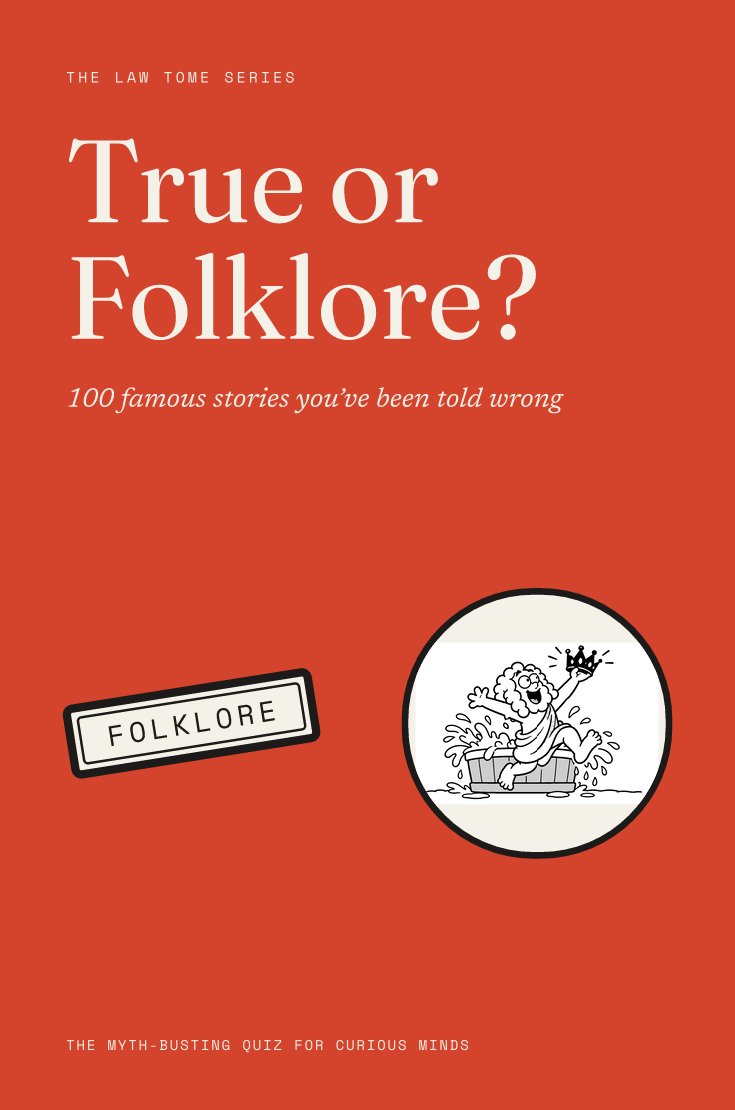 THE LAW TOME SERIES
True or
Folklore?
100 famous stories you’ve been told wrong
FOLKLORE
THE MYTH-BUSTING QUIZ FOR CURIOUS MINDS